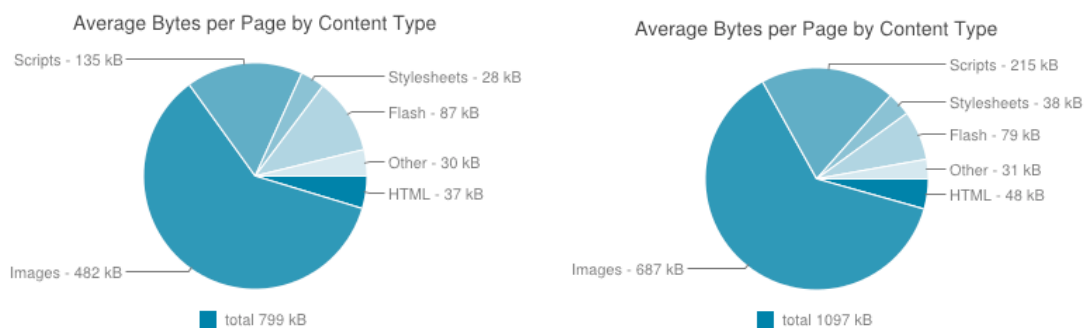 Average Bytes per Page by Content Type
Scripts - 135 kB
Stylesheets - 28 kB
Flash - 87 kB
Other - 30 kB
HTML - 37 kB
Images - 482 kB
total 799 kB
Average Bytes per Page by Content Type
Scripts - 215 kB
Stylesheets - 38 kB
Flash - 79 kB
Other - 31 kB
HTML - 48 kB
Images - 687 kB
total 1097 kB